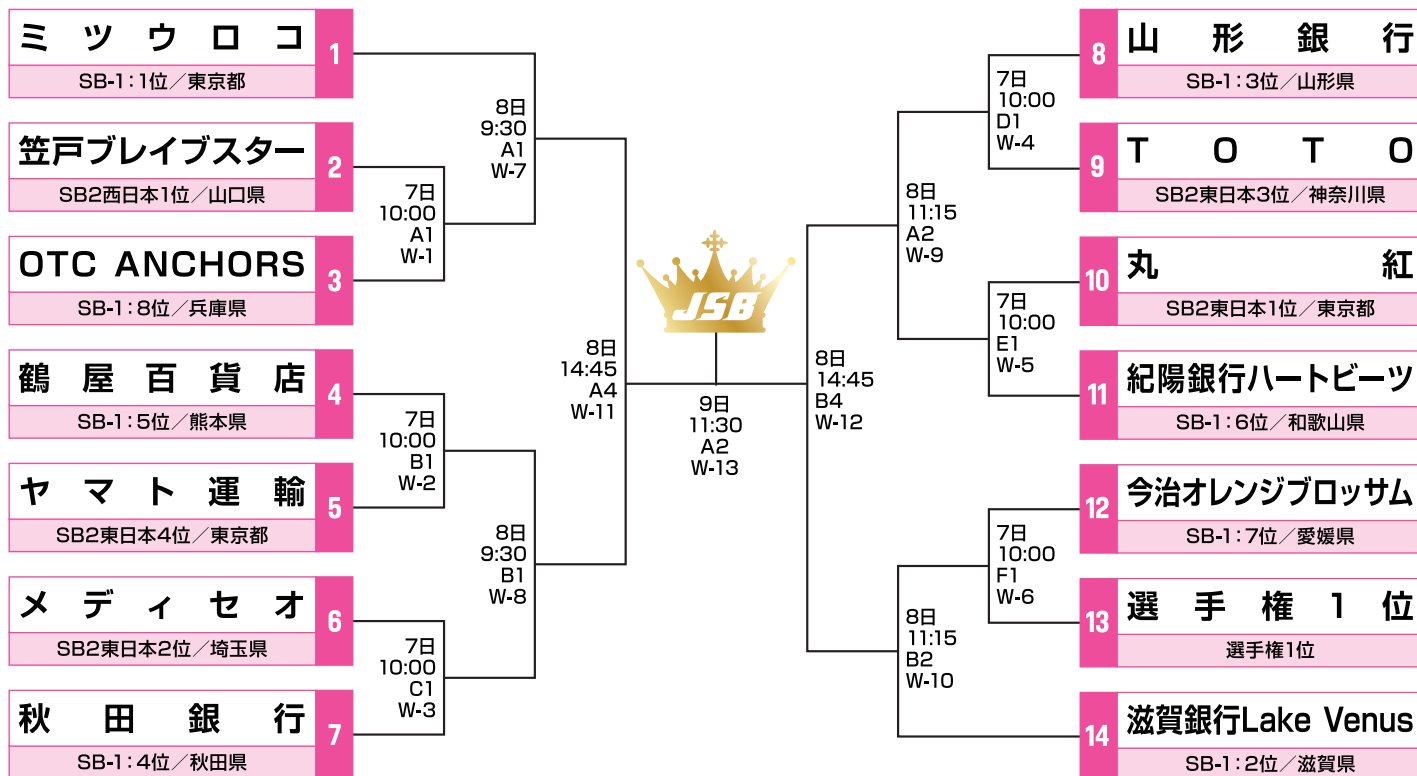 ミツウロコ
1
SB-1:1位／東京都
笠戸ブレイブスター
2
SB2西日本1位／山口県
OTC ANCHORS
3
SB-1:8位／兵庫県
鶴屋百貨店
4
SB-1:5位／熊本県
ヤマト運輸
5
SB2東日本4位／東京都
メディセオ
6
SB2東日本2位／埼玉県
秋田銀行
7
SB-1:4位／秋田県
7日
10:00
A1
W-1
7日
10:00
B1
W-2
7日
10:00
C1
W-3
8日
9:30
A1
W-7
8日
9:30
B1
W-8
8日
14:45
A4
W-11
JSB
9日
11:30
A2
W-13
8日
14:45
B4
W-12
8日
11:15
A2
W-9
8日
11:15
B2
W-10
7日
10:00
D1
W-4
7日
10:00
E1
W-5
7日
10:00
F1
W-6
8
山形銀行
SB-1:3位／山形県
9
TOTO
SB2東日本3位／神奈川県
10
丸紅
SB2東日本1位／東京都
11
紀陽銀行ハートビーツ
SB-1:6位／和歌山県
12
今治オレンジブロッサム
SB-1:7位／愛媛県
13
選手権1位
選手権1位
14
滋賀銀行Lake Venus
SB-1:2位／滋賀県